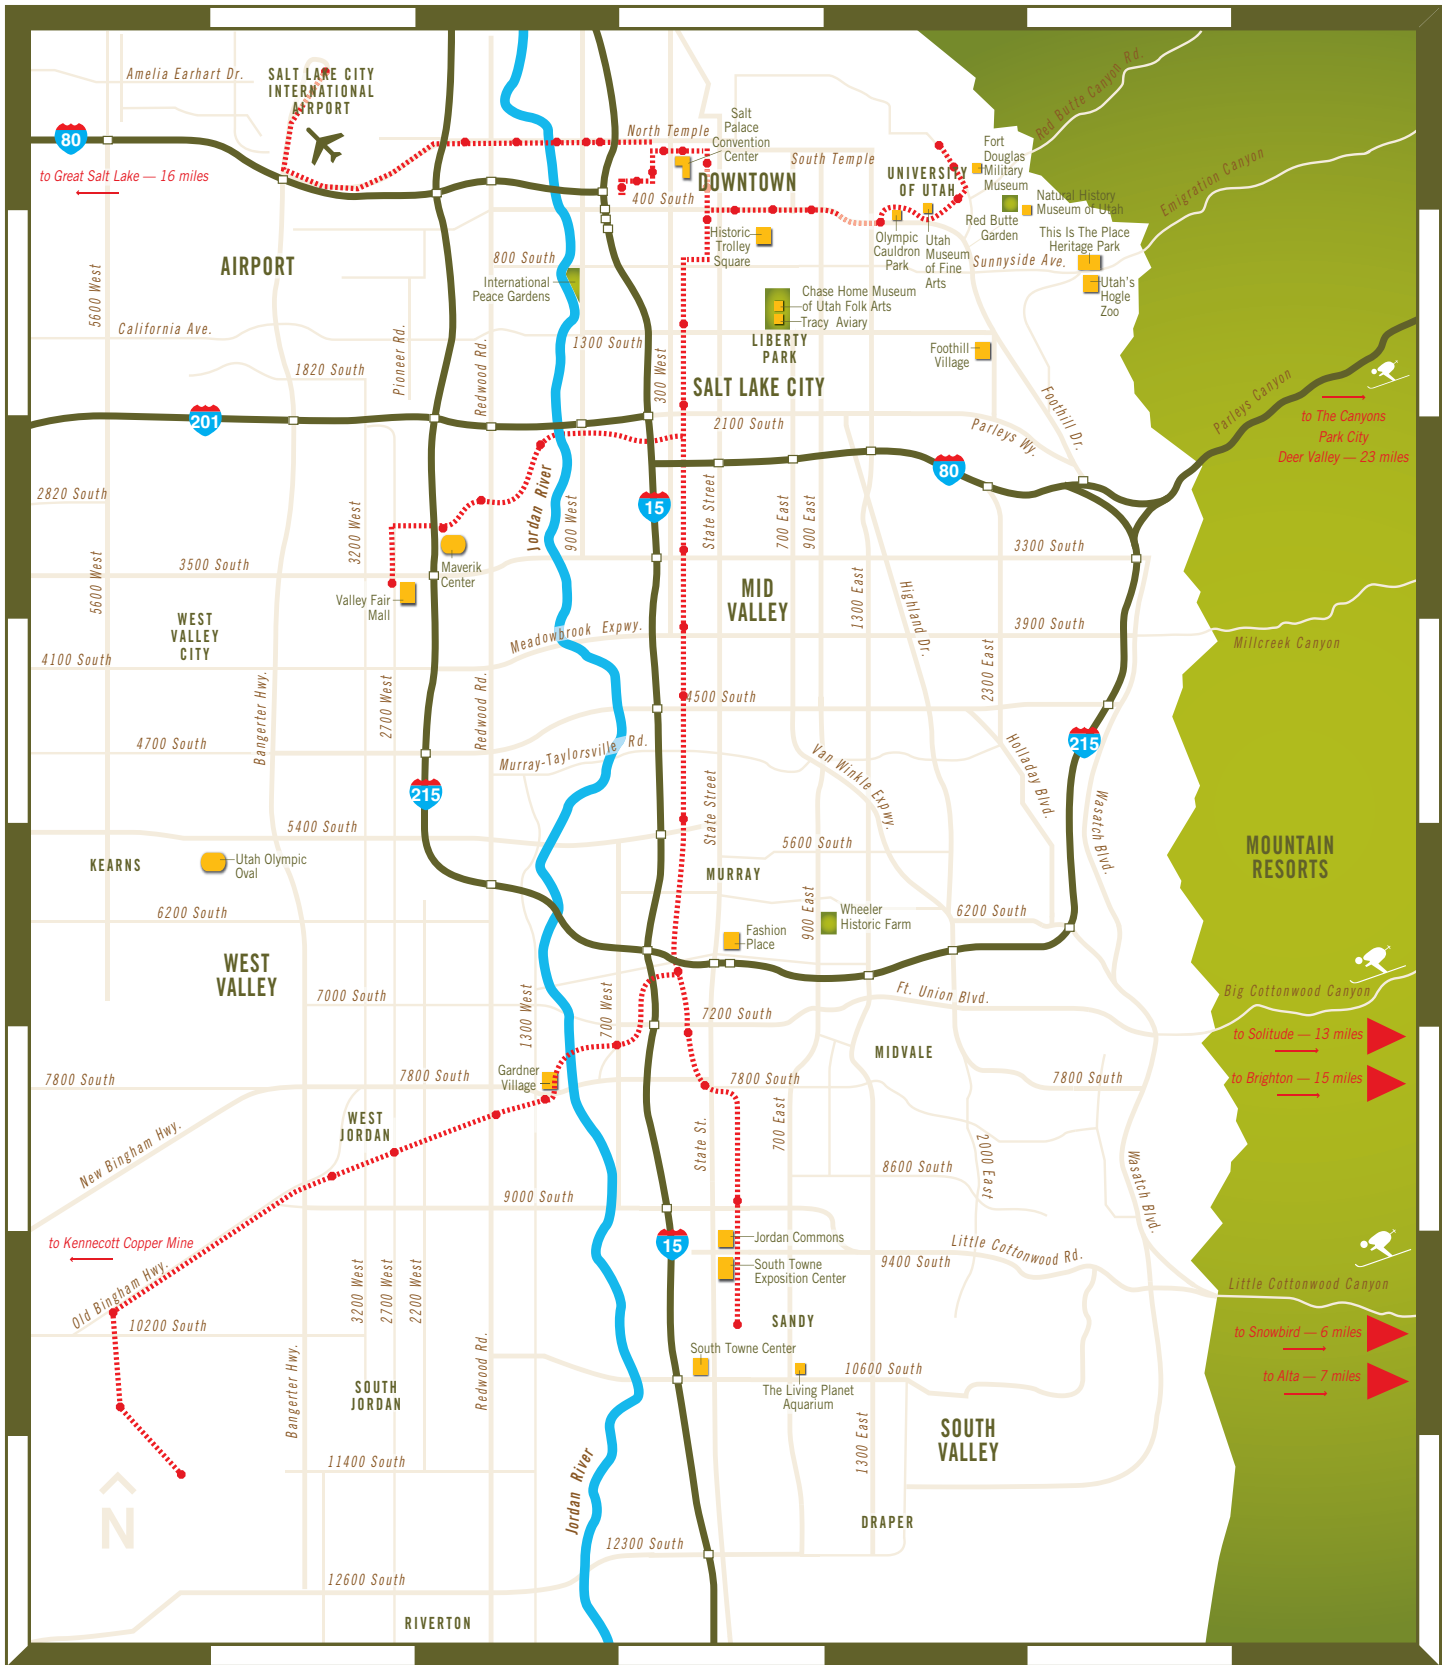 Amelia Earhart Dr.
SALT LAKE CITY
INTERNATIONAL
AIRPORT
80
to Great Salt Lake — 16 miles
North Temple
Salt
Palace
Convention
Center
South Temple
DOWNTOWN
400 South
UNIVERSITY
OF UTAH
Fort
Douglas
Military
Museum
Red Butte Canyon Rd.
Emigration Canyon
Natural History
Museum of Utah
Red Butte
Garden
This Is The Place
Heritage Park
Historic
Trolley
Square
Olympic
Cauldron
Park
Utah
Museum
of Fine
Arts
Sunnyside Ave.
Utah's
Hogle
Zoo
AIRPORT
5600 West
800 South
International
Peace Gardens
Chase Home Museum
of Utah Folk Arts
Tracy Aviary
LIBERTY
PARK
California Ave.
Pioneer Rd.
Redwood Rd.
1300 South
300 West
Foothill
Village
1820 South
SALT LAKE CITY
Foothill Dr.
Parleys Canyon
to The Canyons
Park City
Deer Valley — 23 miles
201
2100 South
Parleys Wy.
80
2820 South
3200 West
Jordan River
900 West
15
State Street
700 East
900 East
3300 South
3500 South
5600 West
Maverik
Center
Valley Fair
Mall
MID
VALLEY
1300 East
Highland Dr.
WEST
VALLEY
CITY
Meadowbrook Expwy.
3900 South
Millcreek Canyon
4100 South
2300 East
Bangerter Hwy.
2700 West
Redwood Rd.
4500 South
4700 South
Murray-Taylorsville Rd.
Van Winkle Expwy.
Holladay Blvd.
215
215
State Street
Wasatch Blvd.
5400 South
5600 South
MOUNTAIN
RESORTS
KEARNS
Utah Olympic
Oval
MURRAY
6200 South
900 East
Wheeler
Historic Farm
6200 South
Fashion
Place
WEST
VALLEY
7000 South
1300 West
700 West
Ft. Union Blvd.
Big Cottonwood Canyon
7200 South
to Solitude — 13 miles
MIDVALE
7800 South
7800 South
Gardner
Village
7800 South
7800 South
to Brighton — 15 miles
WEST
JORDAN
New Bingham Hwy.
State St.
700 East
2000 East
8600 South
Wasatch Blvd.
9000 South
to Kennecott Copper Mine
15
Jordan Commons
South Towne
Exposition Center
9400 South
Little Cottonwood Rd.
Little Cottonwood Canyon
Old Bingham Hwy.
3200 West
2700 West
2200 West
10200 South
SANDY
to Snowbird — 6 miles
Bangerter Hwy.
Redwood Rd.
South Towne Center
10600 South
The Living Planet
Aquarium
to Alta — 7 miles
SOUTH
JORDAN
1300 East
SOUTH
VALLEY
11400 South
Jordan River
N
DRAPER
12300 South
12600 South
RIVERTON